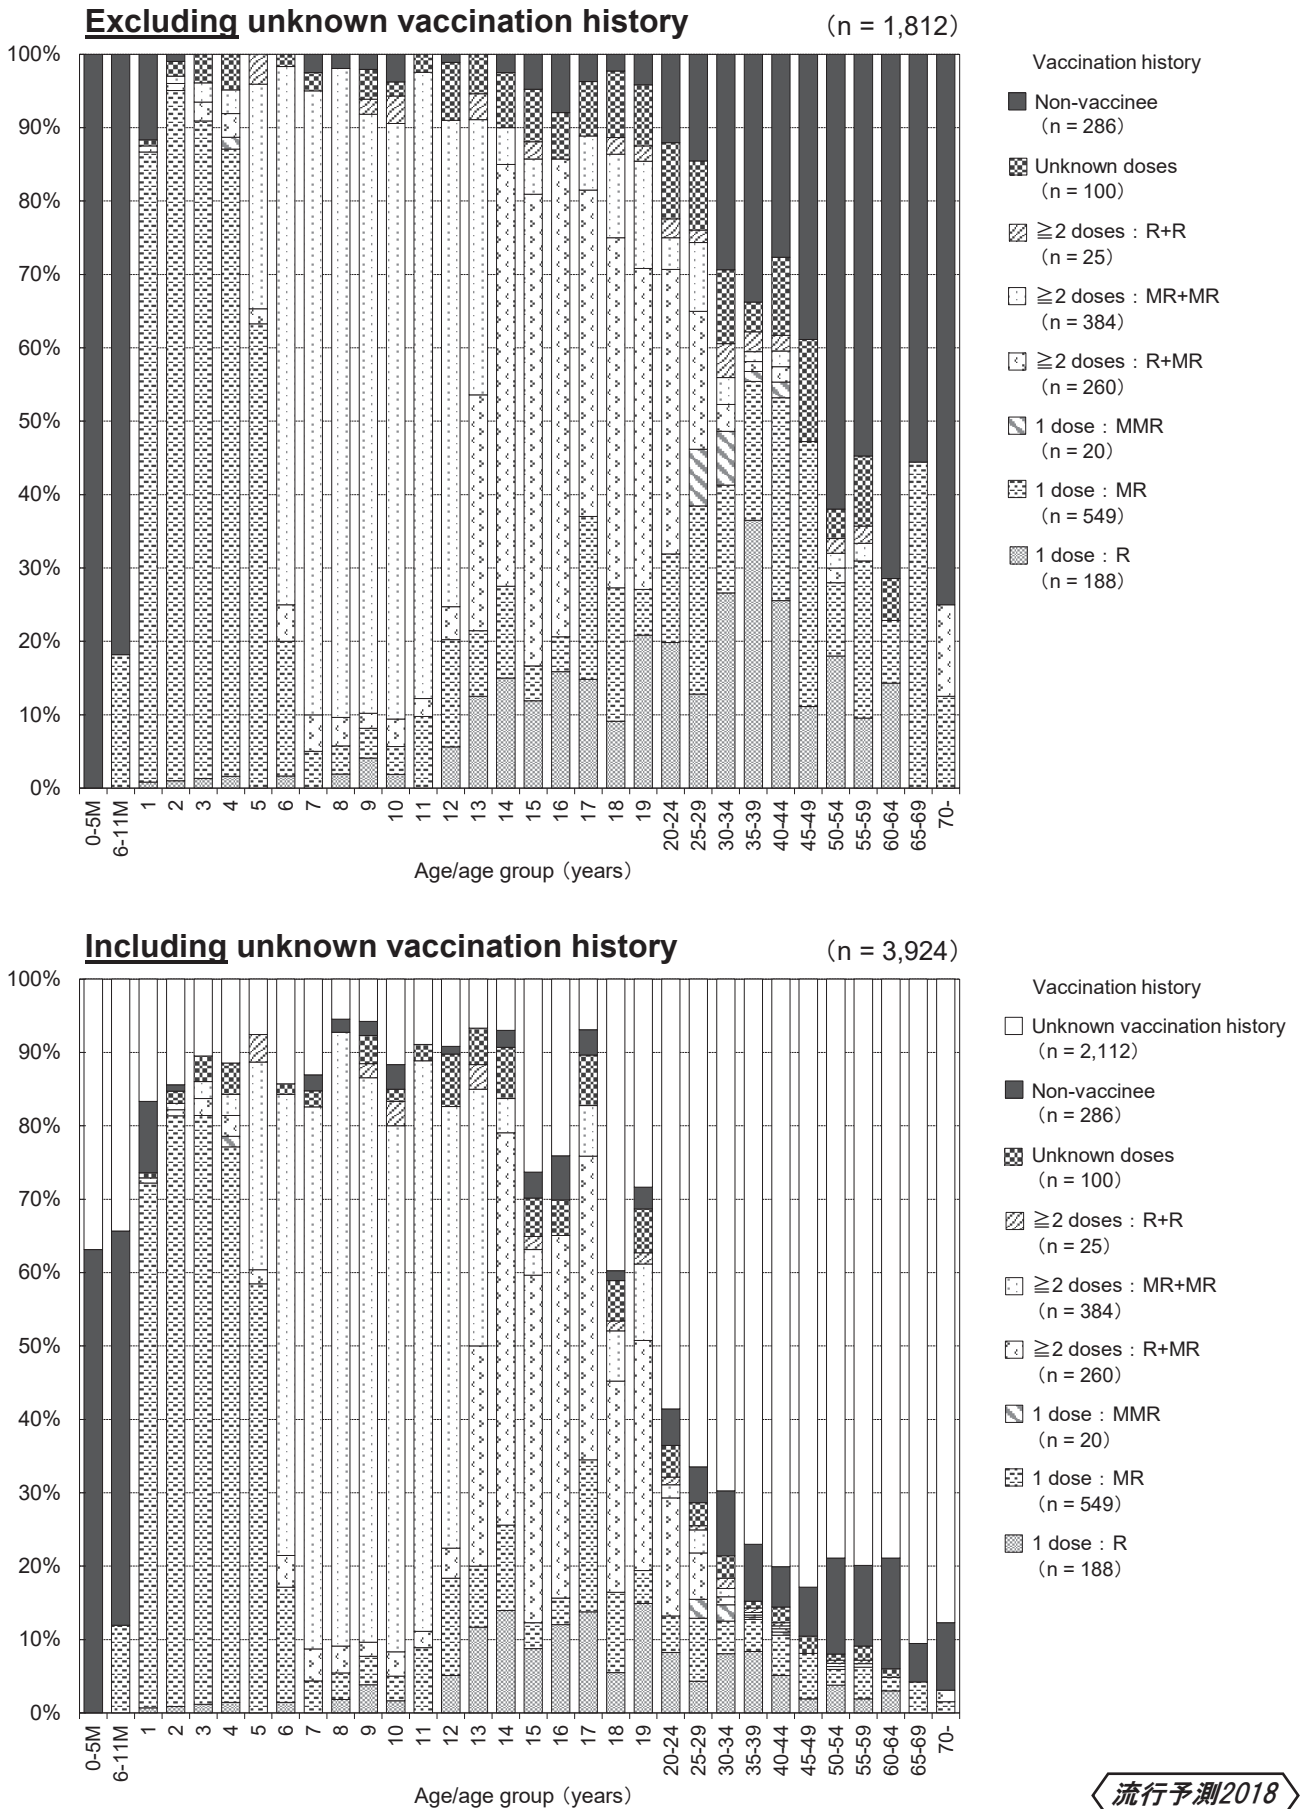 Excluding unknown vaccination history
（n = 1,812）
100%
90%
80%
70%
60%
50%
40%
30%
20%
10%
0%
0-5M
6-11M
1
2
3
4
5
6
7
8
9
10
11
12
13
14
15
16
17
18
19
20-24
25-29
30-34
35-39
40-44
45-49
50-54
55-59
60-64
65-69
70-
Age/age group（years）
Vaccination history
Non-vaccinee
（n = 286）
Unknown doses
（n = 100）
≧2 doses：R+R
（n = 25）
≧2 doses：MR+MR
（n = 384）
≧2 doses：R+MR
（n = 260）
1 dose：MMR
（n = 20）
1 dose：MR
（n = 549）
1 dose：R
（n = 188）
Including unknown vaccination history
（n = 3,924）
100%
90%
80%
70%
60%
50%
40%
30%
20%
10%
0%
0-5M
6-11M
1
2
3
4
5
6
7
8
9
10
11
12
13
14
15
16
17
18
19
20-24
25-29
30-34
35-39
40-44
45-49
50-54
55-59
60-64
65-69
70-
Age/age group（years）
Vaccination history
Unknown vaccination history
（n = 2,112）
Non-vaccinee
（n = 286）
Unknown doses
（n = 100）
≧2 doses：R+R
（n = 25）
≧2 doses：MR+MR
（n = 384）
≧2 doses：R+MR
（n = 260）
1 dose：MMR
（n = 20）
1 dose：MR
（n = 549）
1 dose：R
（n = 188）
流行予測2018